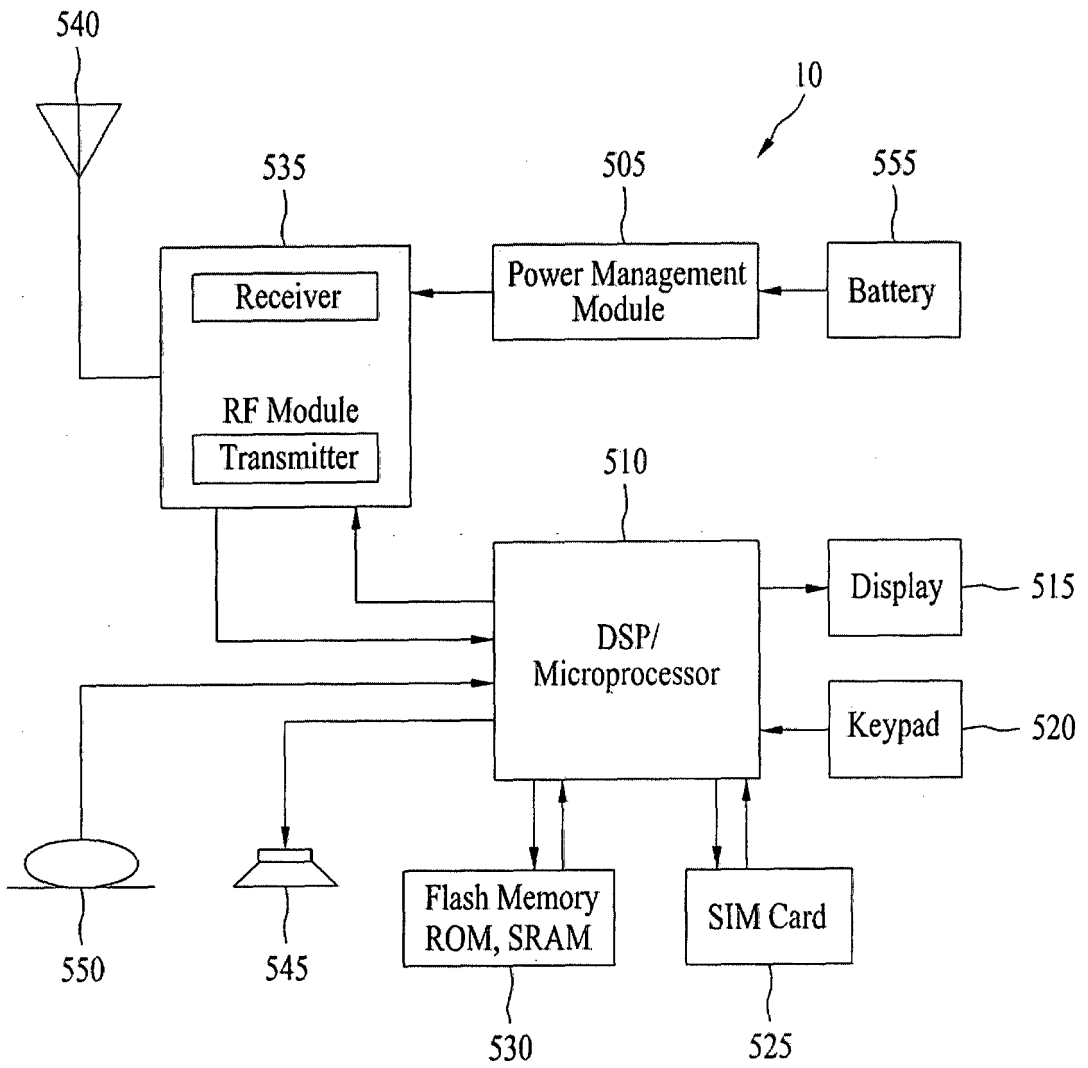 540
10
535
505
555
Receiver
Power Management
Module
Battery
RF Module
Transmitter
510
DSP/
Microprocessor
Display
515
Keypad
520
Flash Memory
ROM, SRAM
SIM Card
550
545
530
525